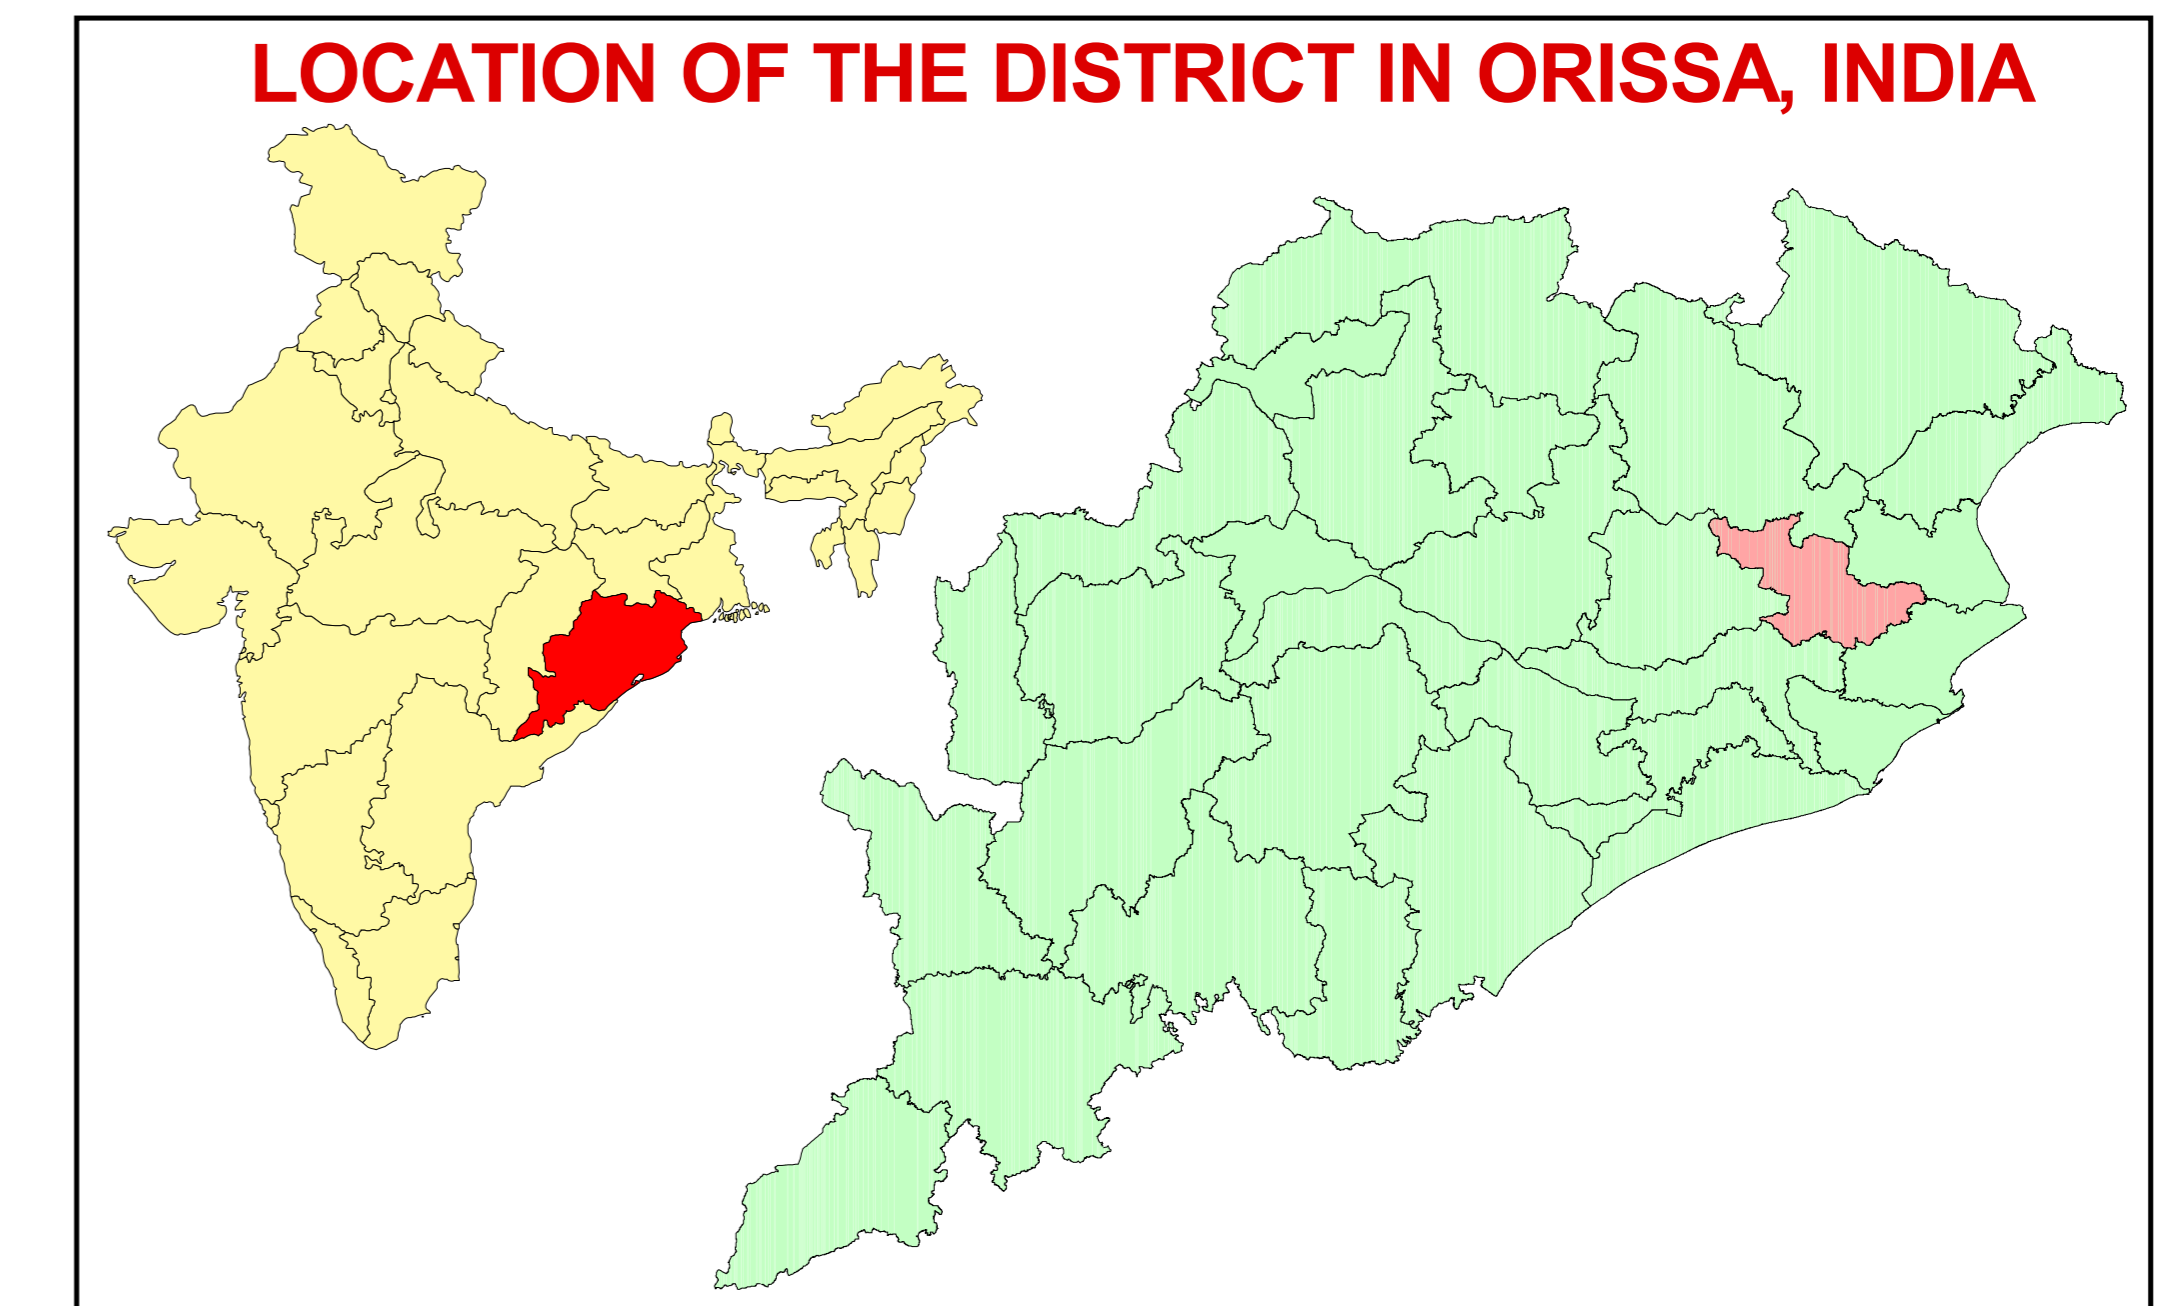 LOCATION OF THE DISTRICT IN ORISSA, INDIA